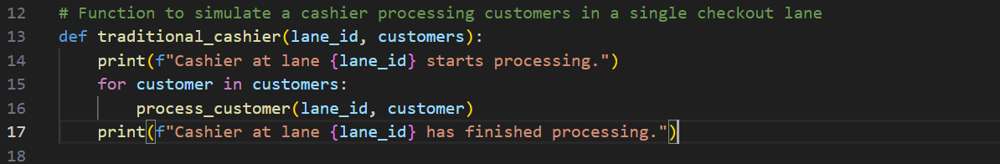 12 # Function to simulate a cashier processing customers in a single checkout lane
13 def traditional_cashier(lane_id, customers):
14     print(f"Cashier at lane {lane_id} starts processing.")
15     for customer in customers:
16         process_customer(lane_id, customer)
17     print(f"Cashier at lane {lane_id} has finished processing.")
18